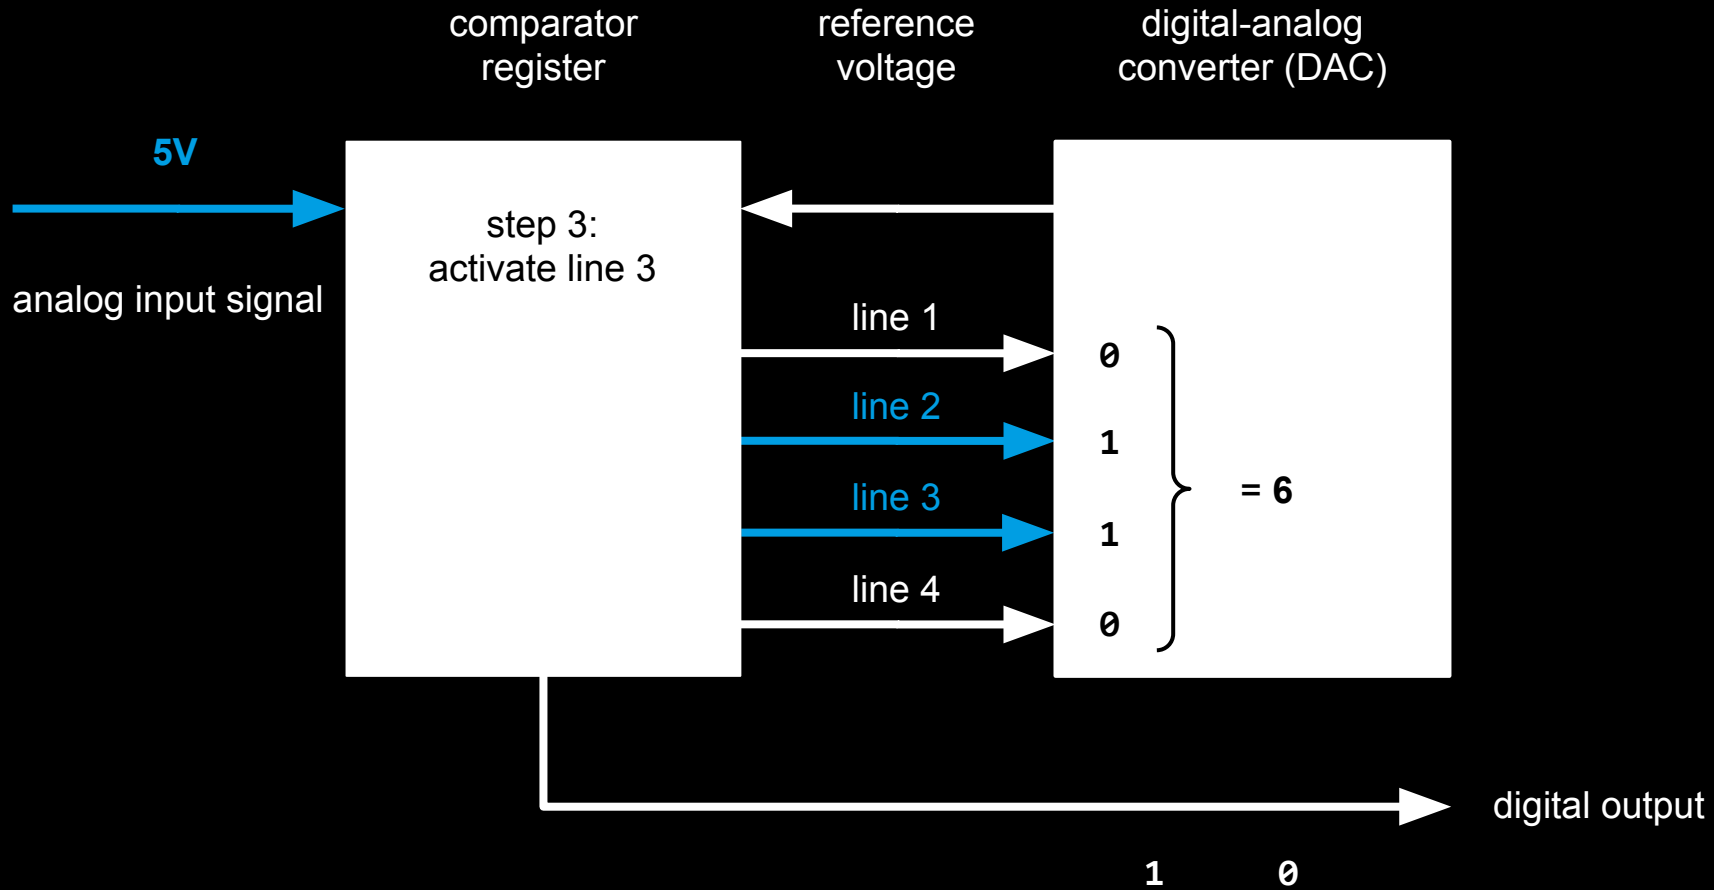 comparator
register
reference
voltage
digital-analog
converter (DAC)
5V
analog input signal
step 3:
activate line 3
line 1
line 2
line 3
line 4
0
1
1
0
= 6
digital output
1 0